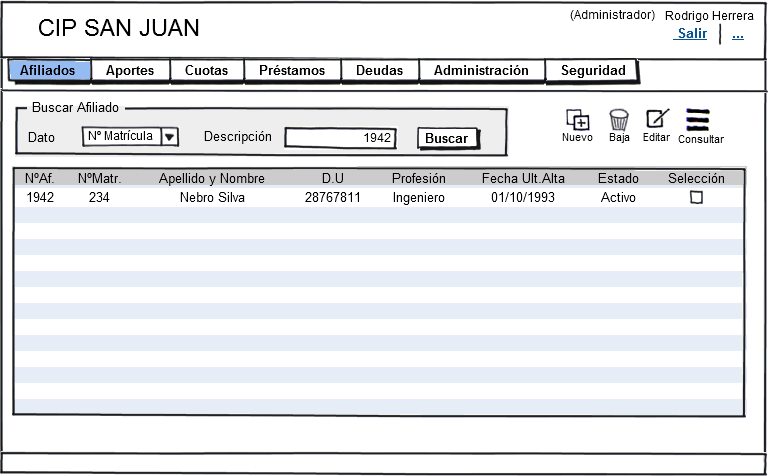 (Administrador) Rodrigo Herrera
CIP SAN JUAN
Salir | ...
Afiliados Aportes Cuotas Préstamos Deudas Administración Seguridad
Buscar Afiliado
Dato Nº Matrícula Descripción 1942 Buscar
Nuevo Baja Editar Consultar
NºAf. NºMatr. Apellido y Nombre D.U Profesión Fecha Ult.Alta Estado Selección
1942 234 Nebro Silva 28767811 Ingeniero 01/10/1993 Activo